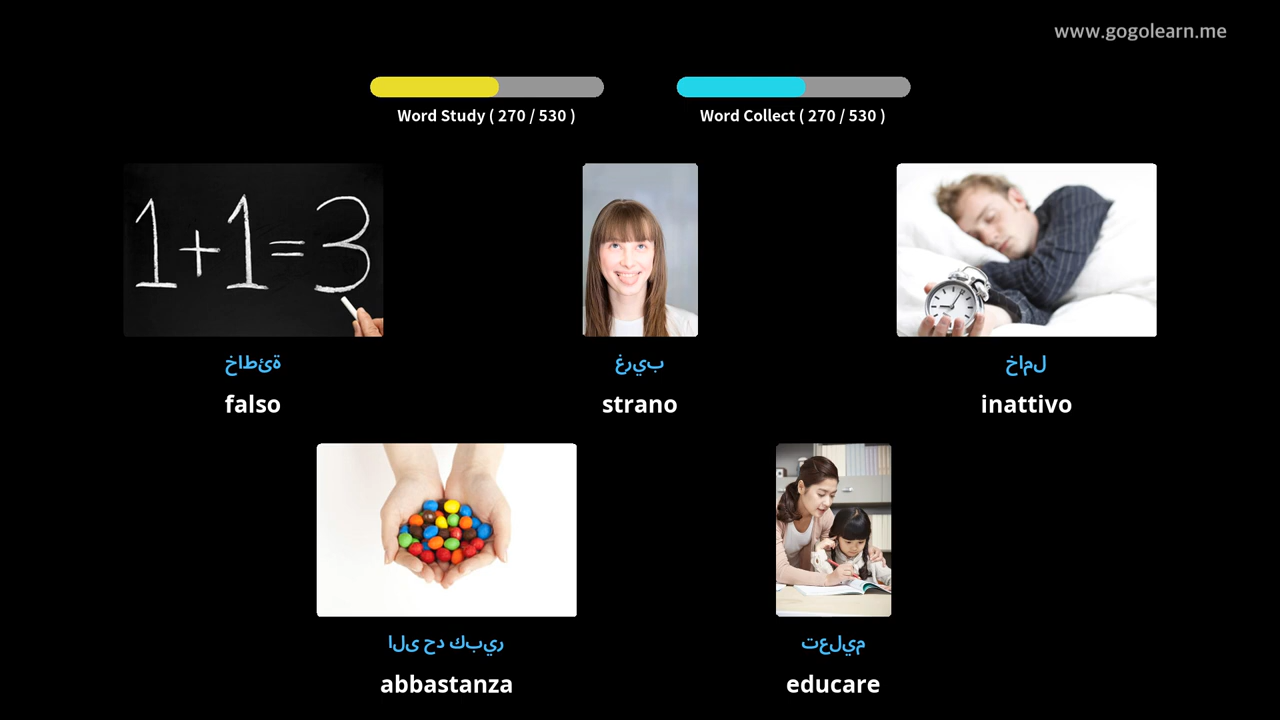 www.gogolearn.me
Word Study ( 270 / 530 )
Word Collect ( 270 / 530 )
1+1=3
خاطئة
falso
غريب
strano
خامل
inattivo
الى حد كبير
abbastanza
تعليم
educare